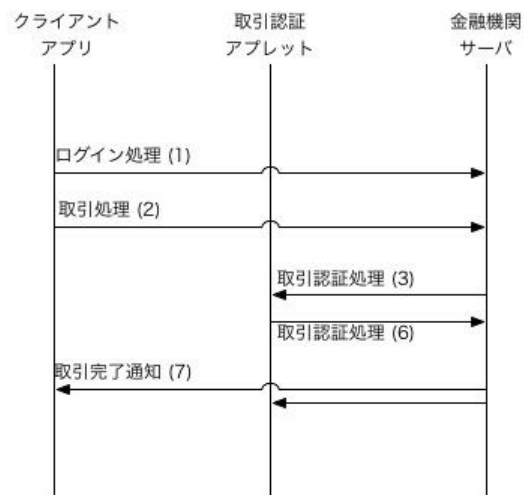 クライアント
アプリ
取引認証
アプレット
金融機関
サーバ
ログイン処理 (1)
取引処理 (2)
取引認証処理 (3)
取引認証処理 (6)
取引完了通知 (7)